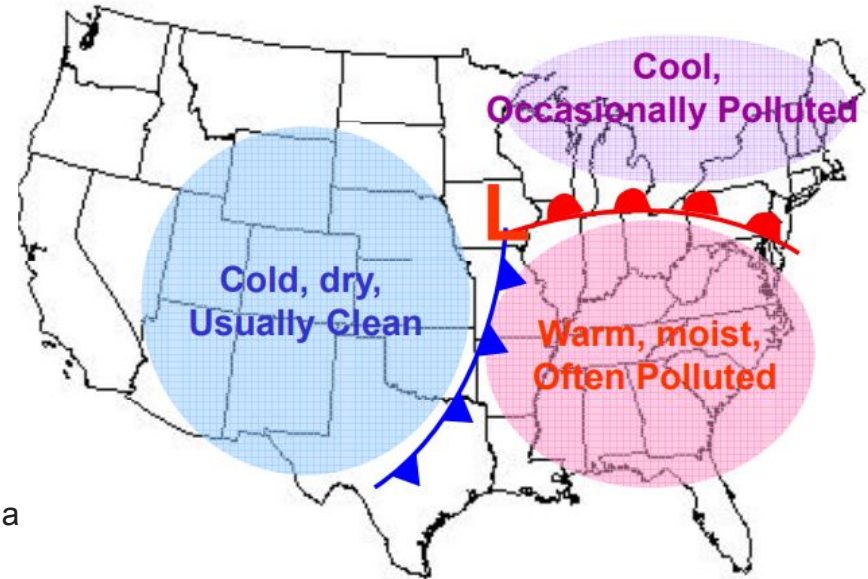 Cool,
Occasionally Polluted
L
Cold, dry,
Usually Clean
Warm, moist,
Often Polluted
a